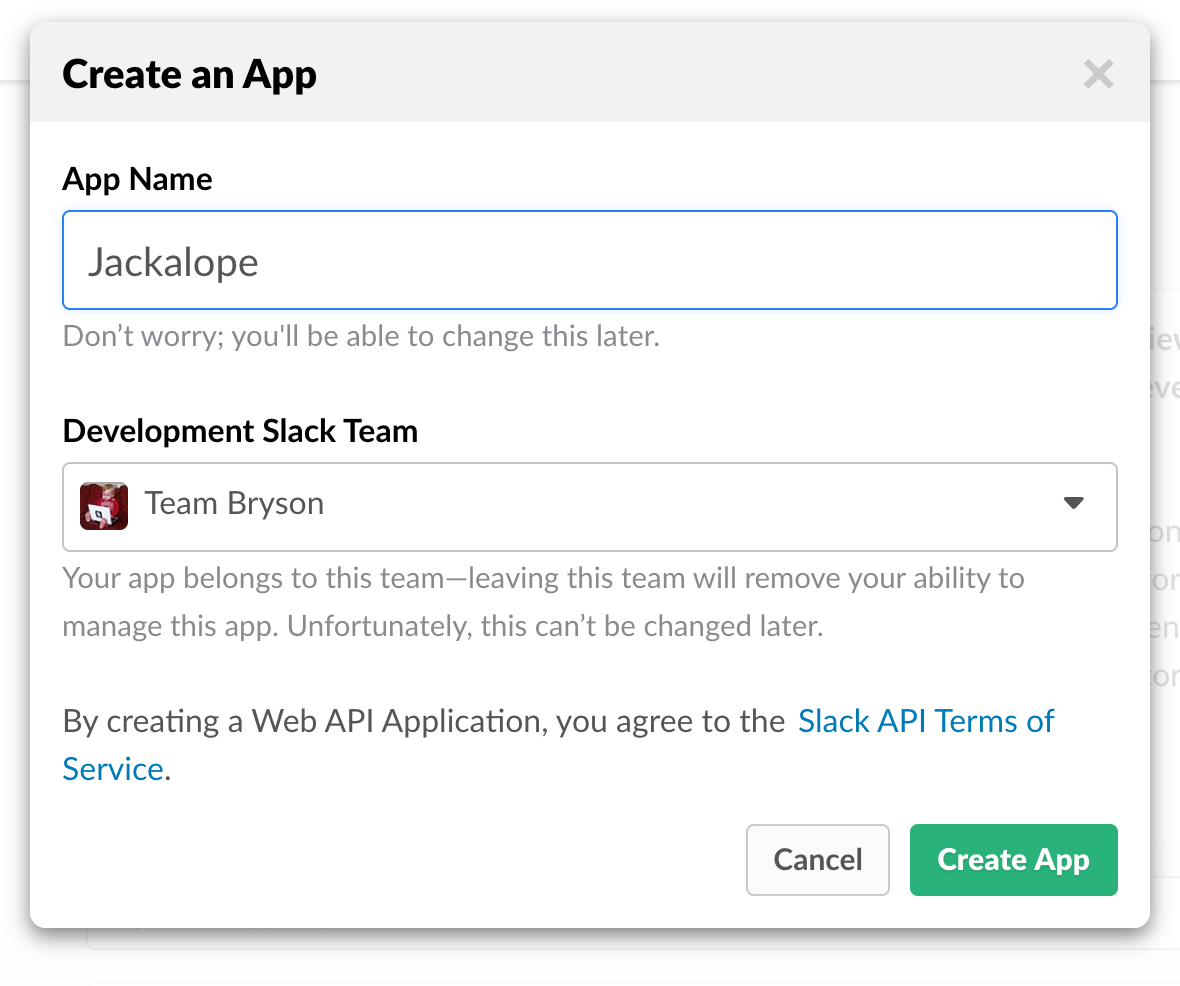 Create an App
App Name
Jackalope
Don’t worry; you'll be able to change this later.
Development Slack Team
Team Bryson
Your app belongs to this team—leaving this team will remove your ability to
manage this app. Unfortunately, this can’t be changed later.
By creating a Web API Application, you agree to the Slack API Terms of
Service.
Cancel
Create App